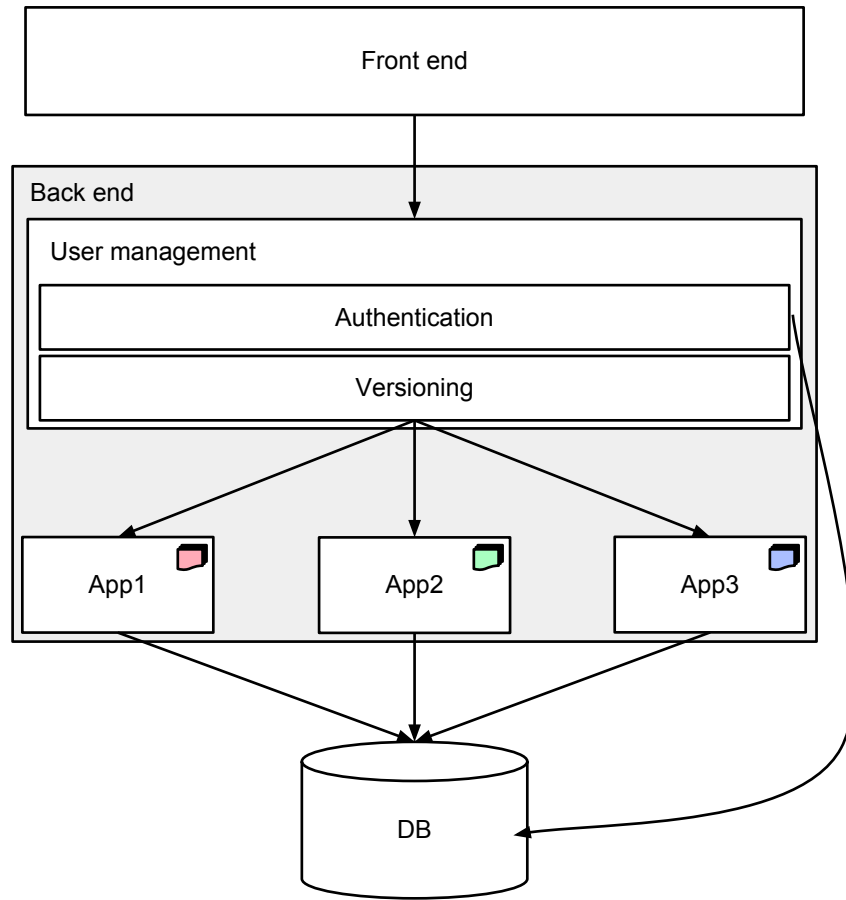 Front end
Back end
User management
Authentication
Versioning
App1
App2
App3
DB